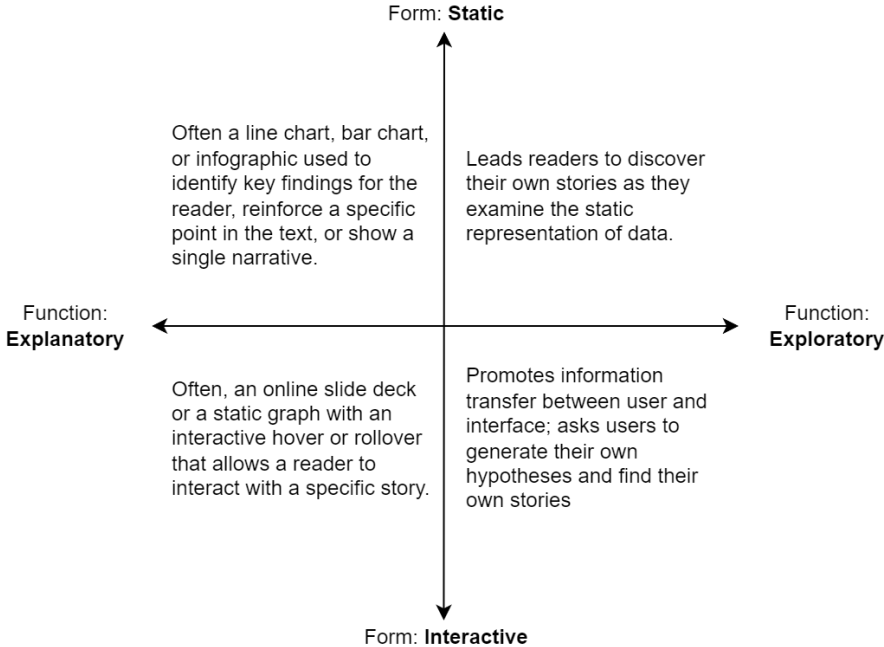 Form: Static
Often a line chart, bar chart,
or infographic used to
identify key findings for the
reader, reinforce a specific
point in the text, or show a
single narrative.
Leads readers to discover
their own stories as they
examine the static
representation of data.
Function:
Explanatory
Function:
Exploratory
Often, an online slide deck
or a static graph with an
interactive hover or rollover
that allows a reader to
interact with a specific story.
Promotes information
transfer between user and
interface; asks users to
generate their own
hypotheses and find their
own stories
Form: Interactive